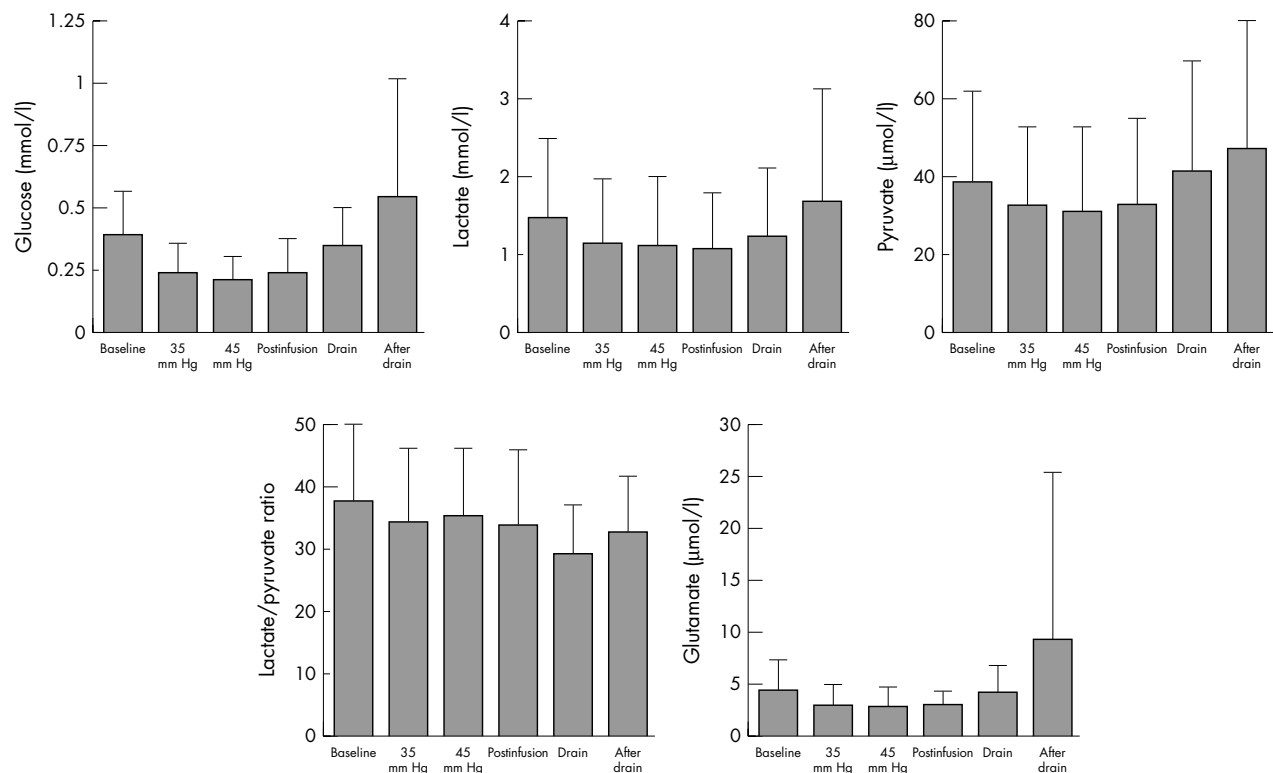 Glucose (mmol/l)
1.25
1
0.75
0.5
0.25
0
Baseline
35
mm Hg
45
mm Hg
Postinfusion
Drain
After
drain
Lactate (mmol/l)
4
3
2
1
0
Baseline
35
mm Hg
45
mm Hg
Postinfusion
Drain
After
drain
Pyruvate (μmol/l)
80
60
40
20
0
Baseline
35
mm Hg
45
mm Hg
Postinfusion
Drain
After
drain
Lactate/pyruvate ratio
50
40
30
20
10
0
Baseline
35
mm Hg
45
mm Hg
Postinfusion
Drain
After
drain
Glutamate (μmol/l)
30
25
20
15
10
5
0
Baseline
35
mm Hg
45
mm Hg
Postinfusion
Drain
After
drain